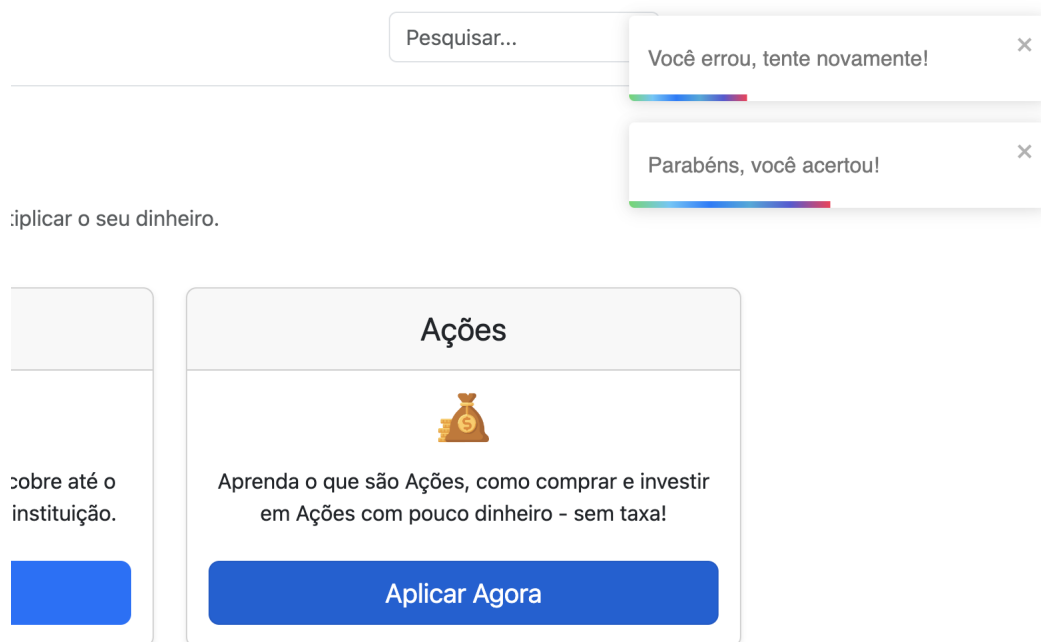 Pesquisar...
Você errou, tente novamente!
×
Parabéns, você acertou!
×
tiplicar o seu dinheiro.
Ações
cobre até o
instituição.
Aprenda o que são Ações, como comprar e investir
em Ações com pouco dinheiro - sem taxa!
Aplicar Agora